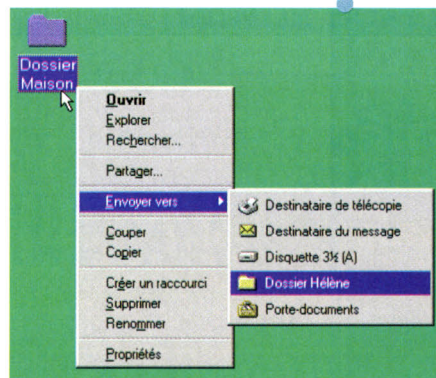 Dossier
Maison
Ouvrir
Explorer
Rechercher...
Partager...
Envoyer vers
Couper
Copier
Créer un raccourci
Supprimer
Renommer
Propriétés
Destinataire de télécopie
Destinataire du message
Disquette 3½ (A)
Dossier Hélène
Porte-documents